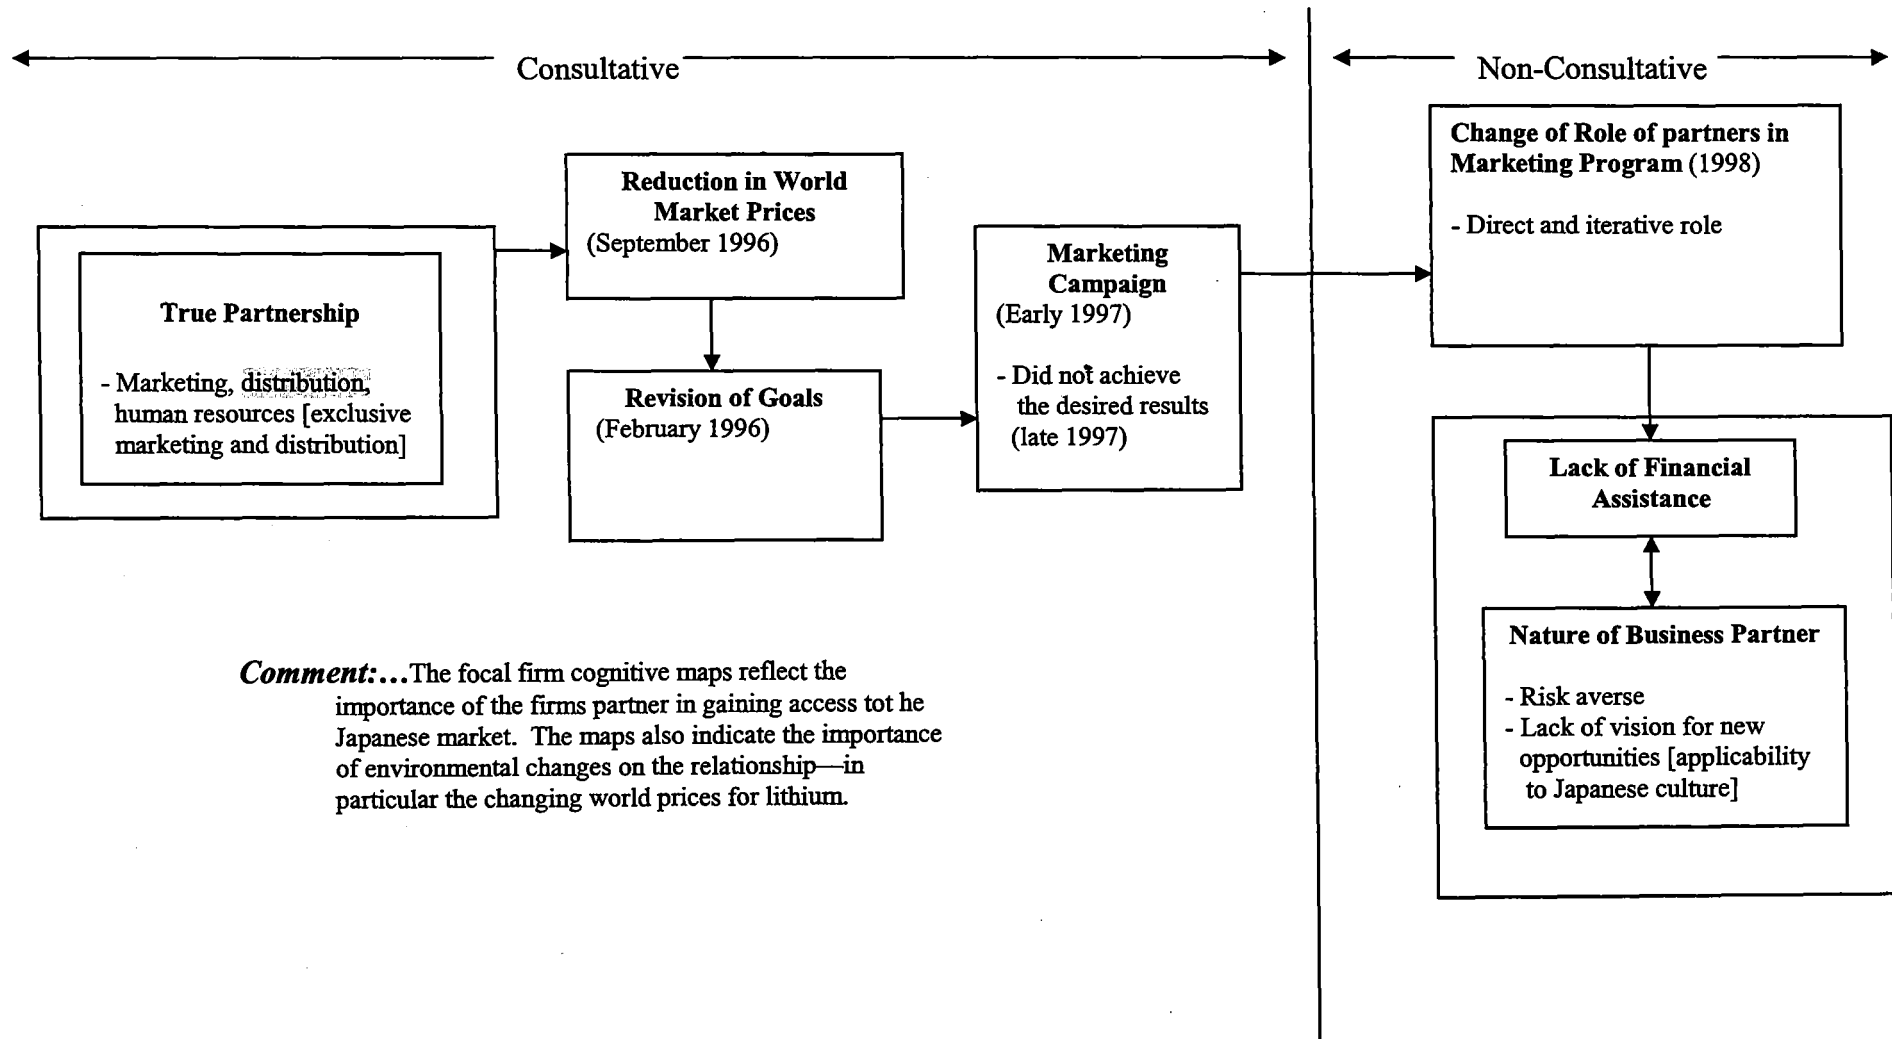 Consultative
Non-Consultative
True Partnership
- Marketing, distribution,
human resources [exclusive
marketing and distribution]
Reduction in World
Market Prices
(September 1996)
Revision of Goals
(February 1996)
Marketing
Campaign
(Early 1997)
- Did not achieve
the desired results
(late 1997)
Change of Role of partners in
Marketing Program (1998)
- Direct and iterative role
Lack of Financial
Assistance
Nature of Business Partner
- Risk averse
- Lack of vision for new
opportunities [applicability
to Japanese culture]
Comment:...The focal firm cognitive maps reflect the
importance of the firms partner in gaining access tot he
Japanese market.  The maps also indicate the importance
of environmental changes on the relationship—in
particular the changing world prices for lithium.